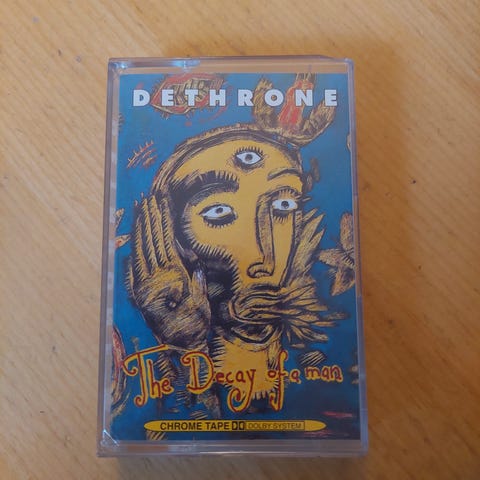 DETHRONE
The Decay of a man
CHROME TAPE DOLBY SYSTEM